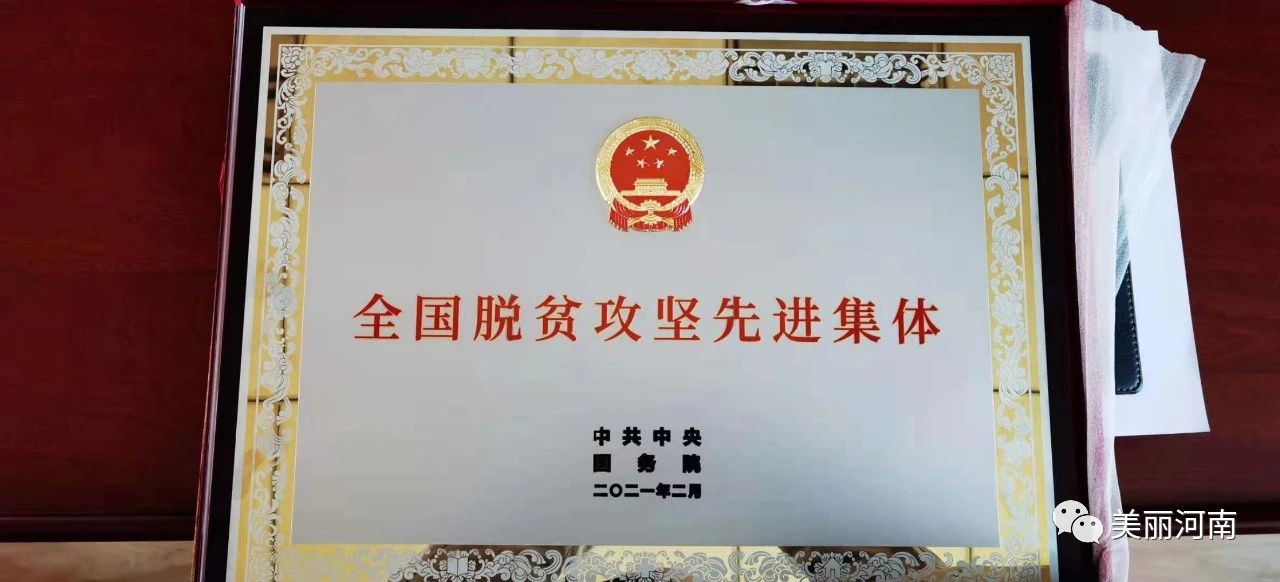 全国脱贫攻坚先进集体
中共中央
国务院
二〇二一年二月
美丽河南